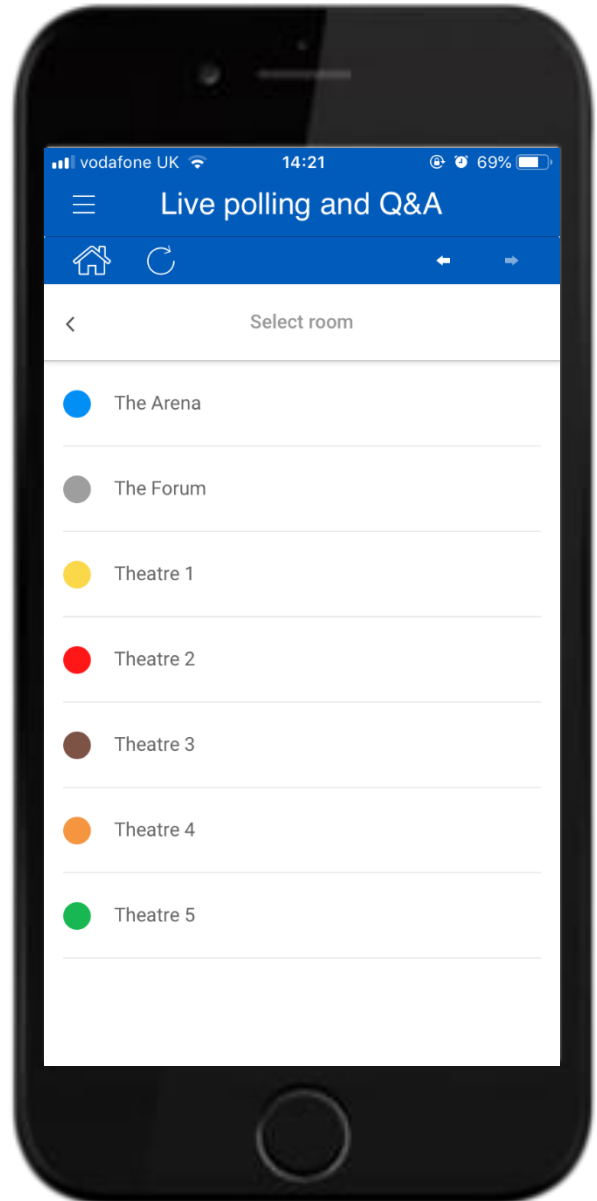 vodafone UK 14:21 69%
Live polling and Q&A
Select room
The Arena
The Forum
Theatre 1
Theatre 2
Theatre 3
Theatre 4
Theatre 5